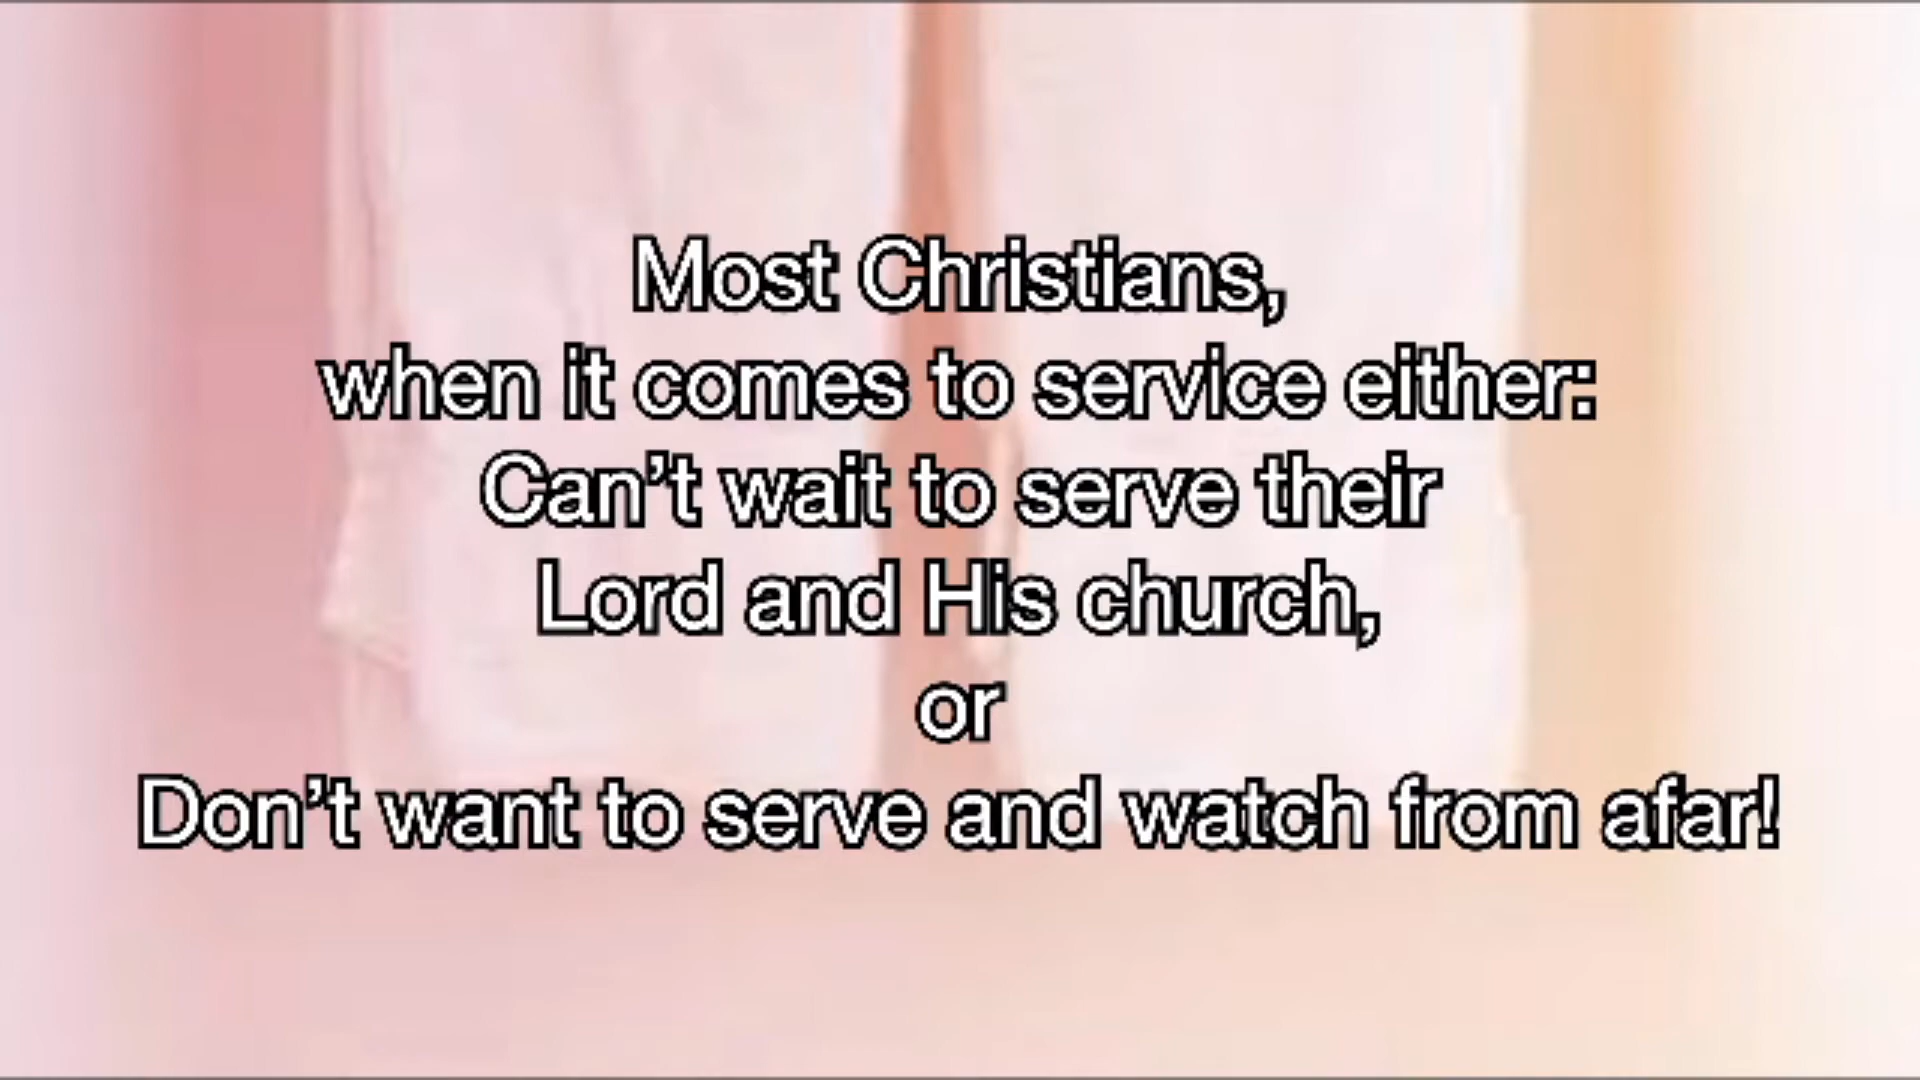 Most Christians,
when it comes to service either:
Can’t wait to serve their
Lord and His church,
or
Don’t want to serve and watch from afar!